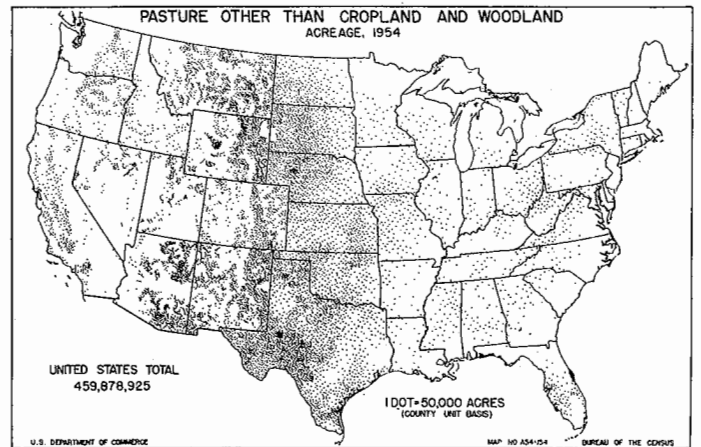 PASTURE OTHER THAN CROPLAND AND WOODLAND
ACREAGE, 1954
UNITED STATES TOTAL
459,878,925
1 DOT=50,000 ACRES
(COUNTY UNIT BASIS)
U.S. DEPARTMENT OF COMMERCE
MAP NO A54-154
BUREAU OF THE CENSUS